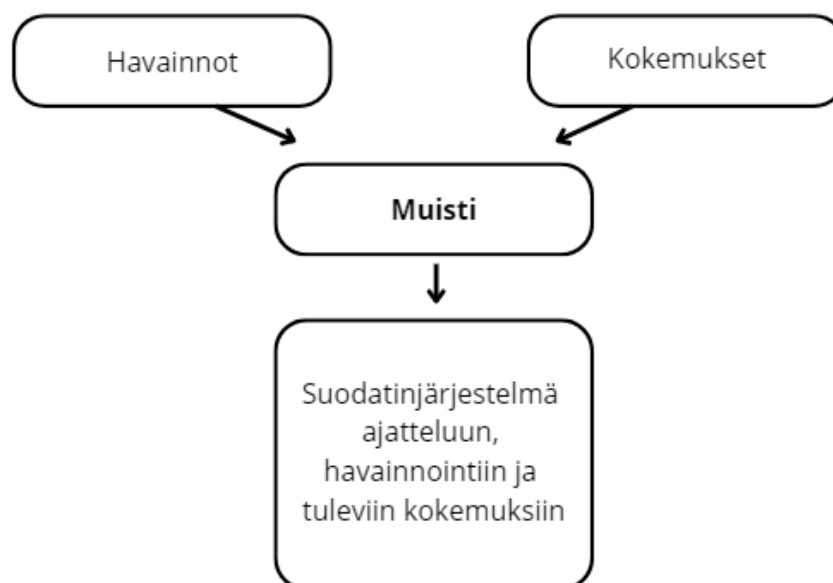 Havainnot
Kokemukset
Muisti
Suodatinjärjestelmä
ajatteluun,
havainnointiin ja
tuleviin kokemuksiin